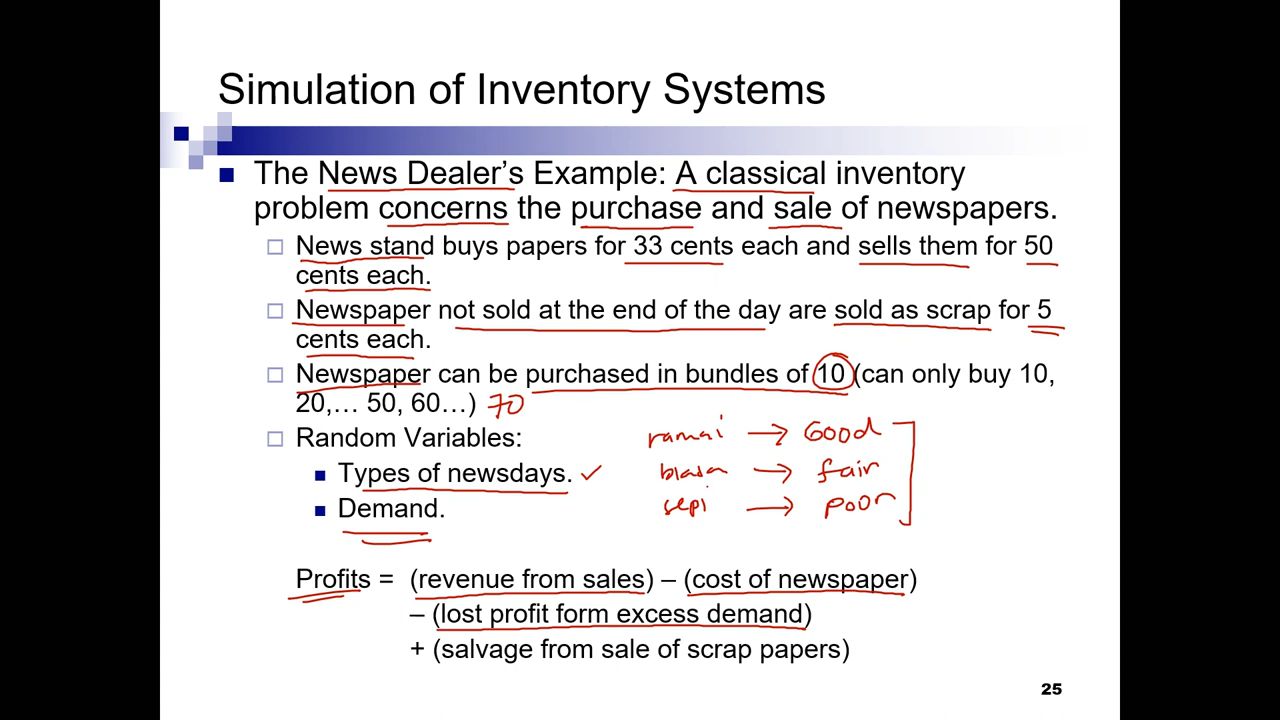 Simulation of Inventory Systems
The News Dealer's Example: A classical inventory
problem concerns the purchase and sale of newspapers.
News stand buys papers for 33 cents each and sells them for 50
cents each.
Newspaper not sold at the end of the day are sold as scrap for 5
cents each.
Newspaper can be purchased in bundles of 10 (can only buy 10,
20,… 50, 60…) 70
Random Variables:
ramai → Good
Types of newsdays. ✓
biasa → fair
Demand.
sepi → poor
Profits = (revenue from sales) – (cost of newspaper)
– (lost profit form excess demand)
+ (salvage from sale of scrap papers)
25